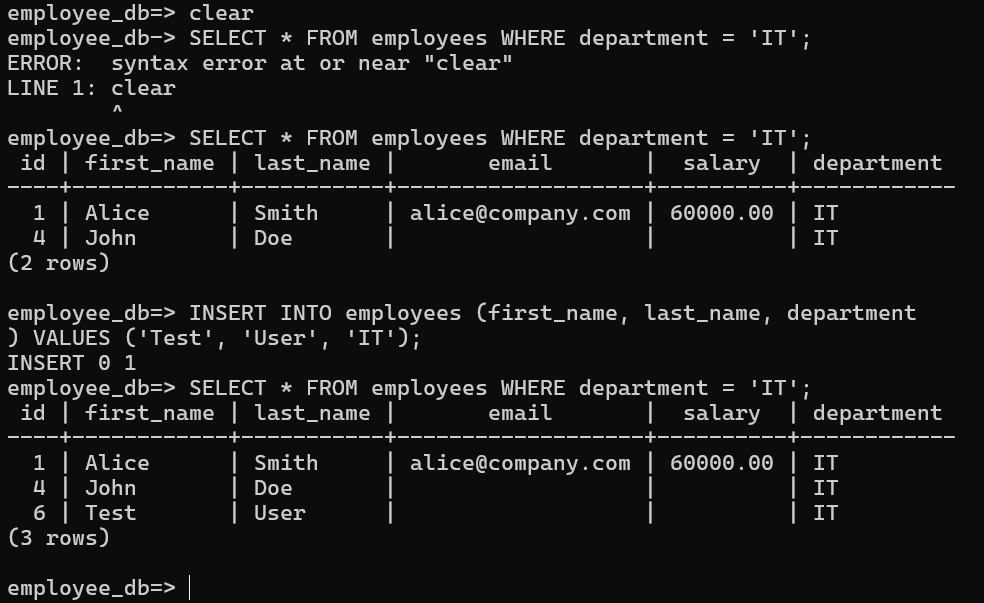 employee_db=> clear
employee_db-> SELECT * FROM employees WHERE department = 'IT';
ERROR:  syntax error at or near "clear"
LINE 1: clear
        ^
employee_db=> SELECT * FROM employees WHERE department = 'IT';
 id | first_name | last_name |       email        |  salary  | department
----+------------+-----------+--------------------+----------+------------
  1 | Alice      | Smith     | alice@company.com | 60000.00 | IT
  4 | John       | Doe       |                   |          | IT
(2 rows)

employee_db=> INSERT INTO employees (first_name, last_name, department
) VALUES ('Test', 'User', 'IT');
INSERT 0 1
employee_db=> SELECT * FROM employees WHERE department = 'IT';
 id | first_name | last_name |       email       |  salary  | department
----+------------+-----------+-------------------+----------+------------
  1 | Alice      | Smith     | alice@company.com | 60000.00 | IT
  4 | John       | Doe       |                   |          | IT
  6 | Test       | User      |                   |          | IT
(3 rows)

employee_db=>